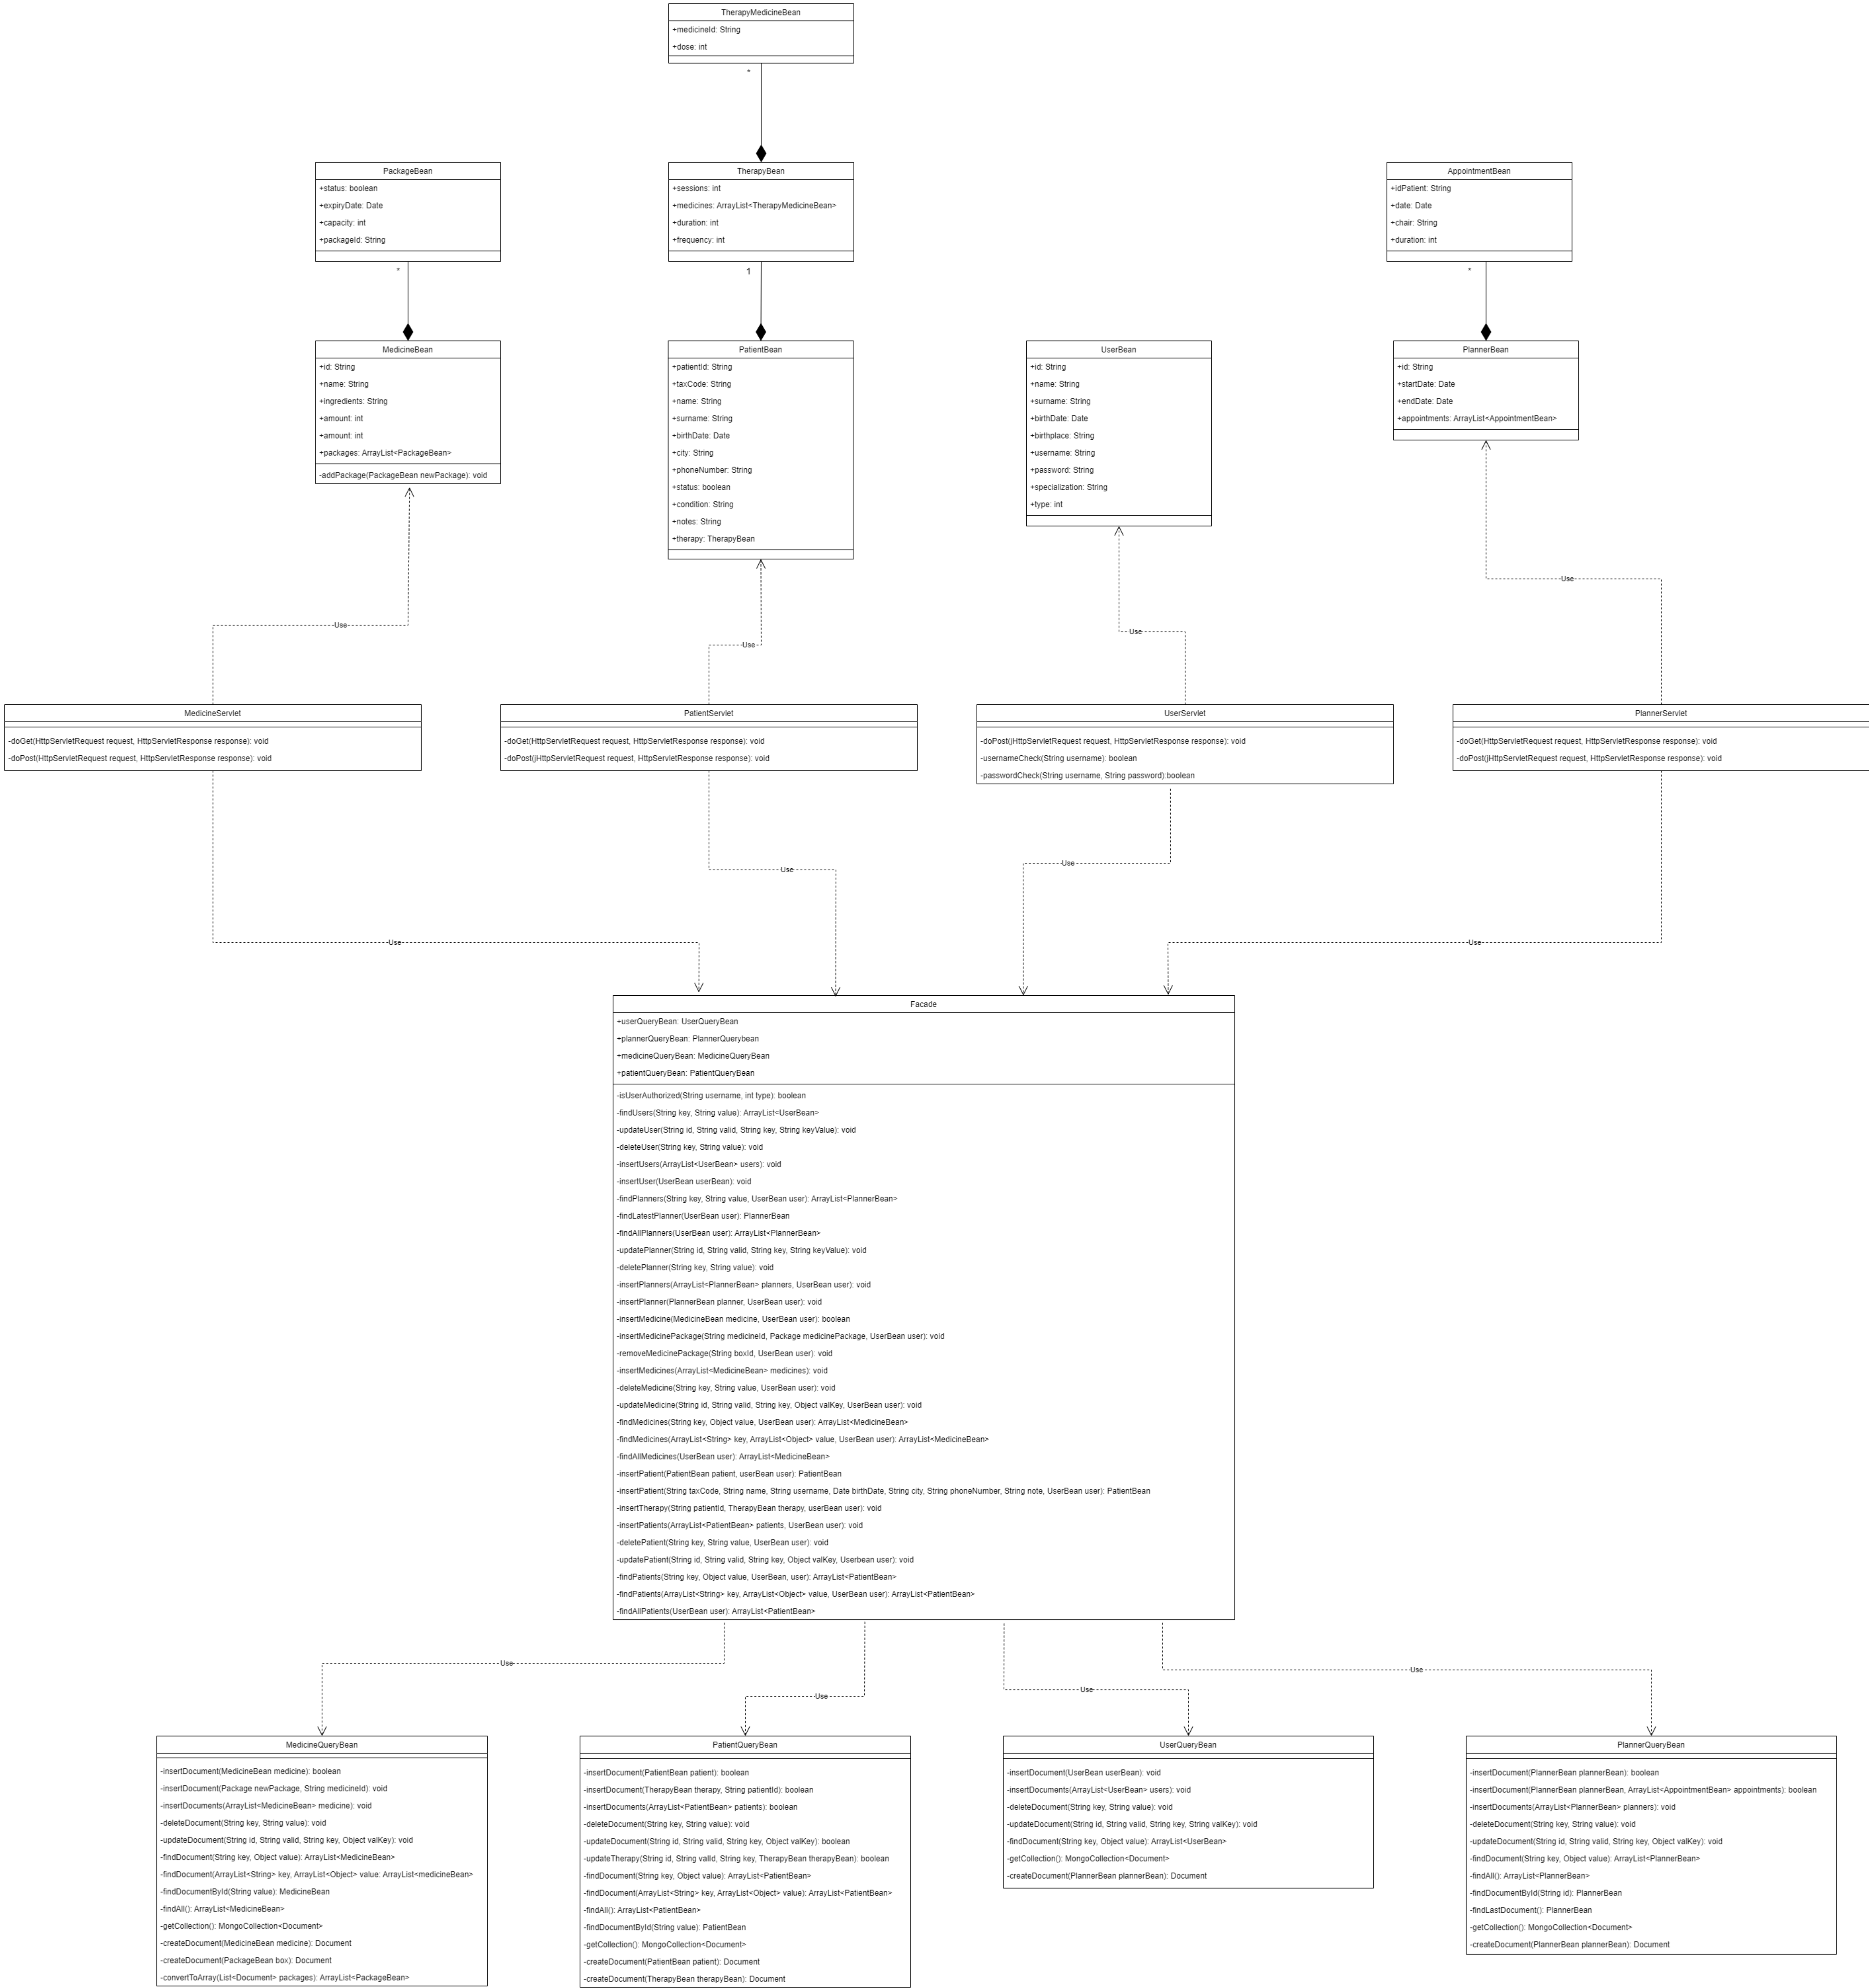 TherapyMedicineBean
+medicineId: String
+dose: int
*
PackageBean
+status: boolean
+expiryDate: Date
+capacity: int
+packageId: String
*
TherapyBean
+sessions: int
+medicines: ArrayList<TherapyMedicineBean>
+duration: int
+frequency: int
1
AppointmentBean
+idPatient: String
+date: Date
+chair: String
+duration: int
*
MedicineBean
+id: String
+name: String
+ingredients: String
+amount: int
+amount: int
+packages: ArrayList<PackageBean>
-addPackage(PackageBean newPackage): void
PatientBean
+patientId: String
+taxCode: String
+name: String
+surname: String
+birthDate: Date
+city: String
+phoneNumber: String
+status: boolean
+condition: String
+notes: String
+therapy: TherapyBean
UserBean
+id: String
+name: String
+surname: String
+birthDate: Date
+birthplace: String
+username: String
+password: String
+specialization: String
+type: int
PlannerBean
+id: String
+startDate: Date
+endDate: Date
+appointments: ArrayList<AppointmentBean>
Use
Use
Use
Use
MedicineServlet
-doGet(HttpServletRequest request, HttpServletResponse response): void
-doPost(HttpServletRequest request, HttpServletResponse response): void
PatientServlet
-doGet(HttpServletRequest request, HttpServletResponse response): void
-doPost(jHttpServletRequest request, HttpServletResponse response): void
UserServlet
-doPost(jHttpServletRequest request, HttpServletResponse response): void
-usernameCheck(String username): boolean
-passwordCheck(String username, String password):boolean
PlannerServlet
-doGet(HttpServletRequest request, HttpServletResponse response): void
-doPost(jHttpServletRequest request, HttpServletResponse response): void
Use
Use
Use
Use
Facade
+userQueryBean: UserQueryBean
+plannerQueryBean: PlannerQuerybean
+medicineQueryBean: MedicineQueryBean
+patientQueryBean: PatientQueryBean
-isUserAuthorized(String username, int type): boolean
-findUsers(String key, String value): ArrayList<UserBean>
-updateUser(String id, String valid, String key, String keyValue): void
-deleteUser(String key, String value): void
-insertUsers(ArrayList<UserBean> users): void
-insertUser(UserBean userBean): void
-findPlanners(String key, String value, UserBean user): ArrayList<PlannerBean>
-findLatestPlanner(UserBean user): PlannerBean
-findAllPlanners(UserBean user): ArrayList<PlannerBean>
-updatePlanner(String id, String valid, String key, String keyValue): void
-deletePlanner(String key, String value): void
-insertPlanners(ArrayList<PlannerBean> planners, UserBean user): void
-insertPlanner(PlannerBean planner, UserBean user): void
-insertMedicine(MedicineBean medicine, UserBean user): boolean
-insertMedicinePackage(String medicineId, Package medicinePackage, UserBean user): void
-removeMedicinePackage(String boxId, UserBean user): void
-insertMedicines(ArrayList<MedicineBean> medicines): void
-deleteMedicine(String key, String value, UserBean user): void
-updateMedicine(String id, String valid, String key, Object valKey, UserBean user): void
-findMedicines(String key, Object value, UserBean user): ArrayList<MedicineBean>
-findMedicines(ArrayList<String> key, ArrayList<Object> value, UserBean user): ArrayList<MedicineBean>
-findAllMedicines(UserBean user): ArrayList<MedicineBean>
-insertPatient(PatientBean patient, userBean user): PatientBean
-insertPatient(String taxCode, String name, String username, Date birthDate, String city, String phoneNumber, String note, UserBean user): PatientBean
-insertTherapy(String patientId, TherapyBean therapy, userBean user): void
-insertPatients(ArrayList<PatientBean> patients, UserBean user): void
-deletePatient(String key, String value, UserBean user): void
-updatePatient(String id, String valid, String key, Object valKey, Userbean user): void
-findPatients(String key, Object value, UserBean, user): ArrayList<PatientBean>
-findPatients(ArrayList<String> key, ArrayList<Object> value, UserBean user): ArrayList<PatientBean>
-findAllPatients(UserBean user): ArrayList<PatientBean>
Use
Use
Use
Use
MedicineQueryBean
-insertDocument(MedicineBean medicine): boolean
-insertDocument(Package newPackage, String medicineId): void
-insertDocuments(ArrayList<MedicineBean> medicine): void
-deleteDocument(String key, String value): void
-updateDocument(String id, String valid, String key, Object valKey): void
-findDocument(String key, Object value): ArrayList<MedicineBean>
-findDocument(ArrayList<String> key, ArrayList<Object> value: ArrayList<medicineBean>
-findDocumentById(String value): MedicineBean
-findAll(): ArrayList<MedicineBean>
-getCollection(): MongoCollection<Document>
-createDocument(MedicineBean medicine): Document
-createDocument(PackageBean box): Document
-convertToArray(List<Document> packages): ArrayList<PackageBean>
PatientQueryBean
-insertDocument(PatientBean patient): boolean
-insertDocument(TherapyBean therapy, String patientId): boolean
-insertDocuments(ArrayList<PatientBean> patients): boolean
-deleteDocument(String key, String value): void
-updateDocument(String id, String valid, String key, Object valKey): boolean
-updateTherapy(String id, String valId, String key, TherapyBean therapyBean): boolean
-findDocument(String key, Object value): ArrayList<PatientBean>
-findDocument(ArrayList<String> key, ArrayList<Object> value): ArrayList<PatientBean>
-findAll(): ArrayList<PatientBean>
-findDocumentById(String value): PatientBean
-getCollection(): MongoCollection<Document>
-createDocument(PatientBean patient): Document
-createDocument(TherapyBean therapyBean): Document
UserQueryBean
-insertDocument(UserBean userBean): void
-insertDocuments(ArrayList<UserBean> users): void
-deleteDocument(String key, String value): void
-updateDocument(String id, String valid, String key, String valKey): void
-findDocument(String key, Object value): ArrayList<UserBean>
-getCollection(): MongoCollection<Document>
-createDocument(PlannerBean plannerBean): Document
PlannerQueryBean
-insertDocument(PlannerBean plannerBean): boolean
-insertDocument(PlannerBean plannerBean, ArrayList<AppointmentBean> appointments): boolean
-insertDocuments(ArrayList<PlannerBean> planners): void
-deleteDocument(String key, String value): void
-updateDocument(String id, String valid, String key, Object valKey): void
-findDocument(String key, Object value): ArrayList<PlannerBean>
-findAll(): ArrayList<PlannerBean>
-findDocumentById(String id): PlannerBean
-findLastDocument(): PlannerBean
-getCollection(): MongoCollection<Document>
-createDocument(PlannerBean plannerBean): Document